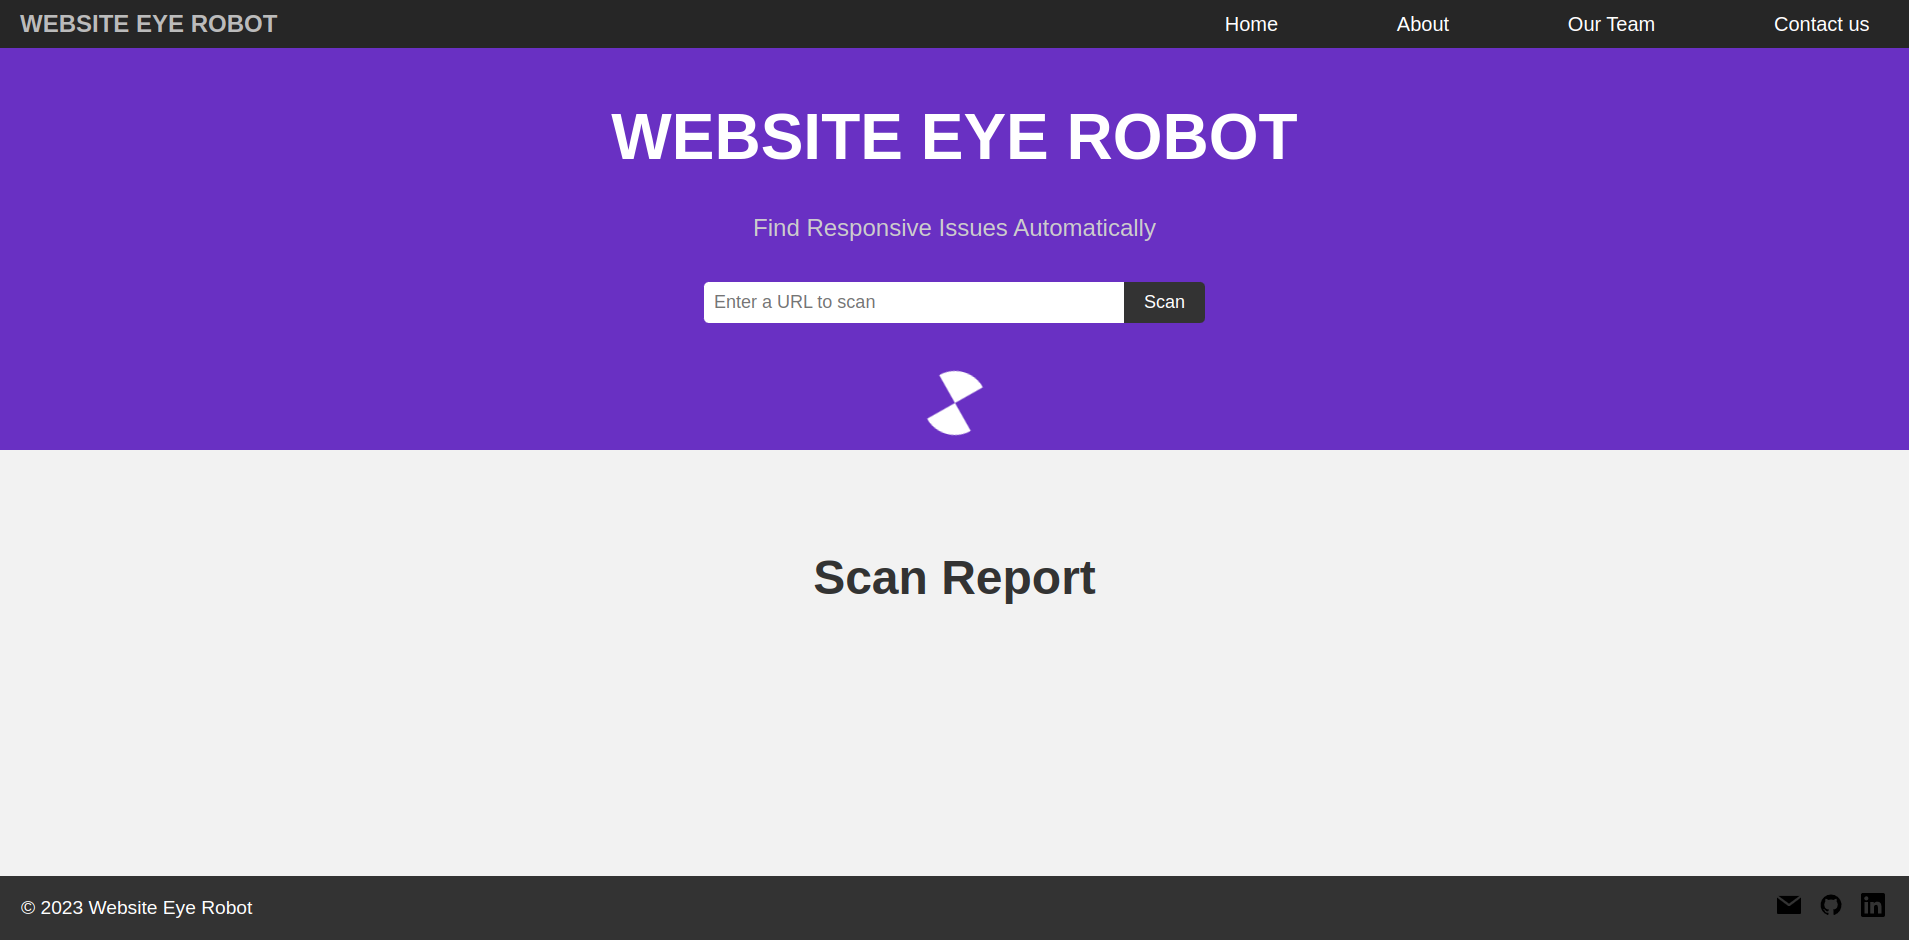 WEBSITE EYE ROBOT
Home About Our Team Contact us
WEBSITE EYE ROBOT
Find Responsive Issues Automatically
Enter a URL to scan Scan
Scan Report
© 2023 Website Eye Robot
in